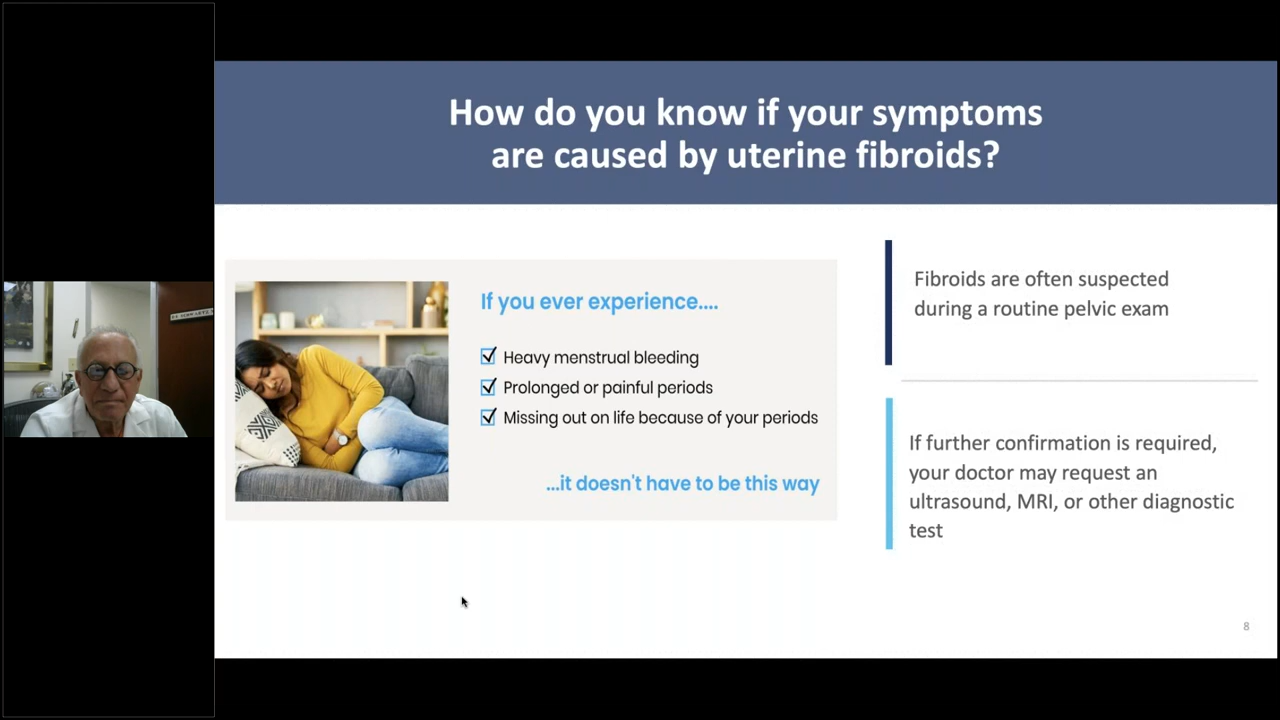 How do you know if your symptoms
are caused by uterine fibroids?
If you ever experience....
Heavy menstrual bleeding
Prolonged or painful periods
Missing out on life because of your periods
...it doesn't have to be this way
Fibroids are often suspected
during a routine pelvic exam
If further confirmation is required,
your doctor may request an
ultrasound, MRI, or other diagnostic
test
8